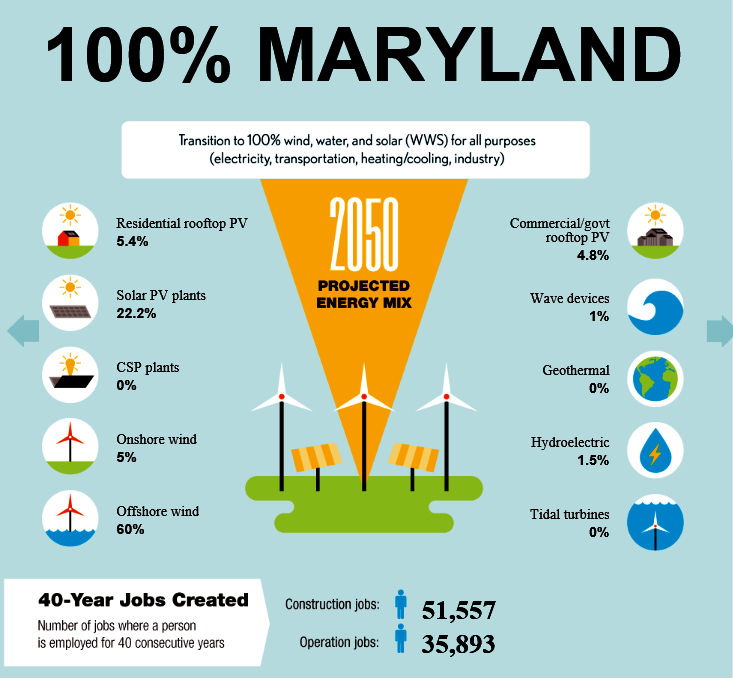 100% MARYLAND
Transition to 100% wind, water, and solar (WWS) for all purposes
(electricity, transportation, heating/cooling, industry)
2050
PROJECTED
ENERGY MIX
Residential rooftop PV
5.4%
Solar PV plants
22.2%
CSP plants
0%
Onshore wind
5%
Offshore wind
60%
Commercial/govt
rooftop PV
4.8%
Wave devices
1%
Geothermal
0%
Hydroelectric
1.5%
Tidal turbines
0%
40-Year Jobs Created
Number of jobs where a person
is employed for 40 consecutive years
Construction jobs: 51,557
Operation jobs: 35,893